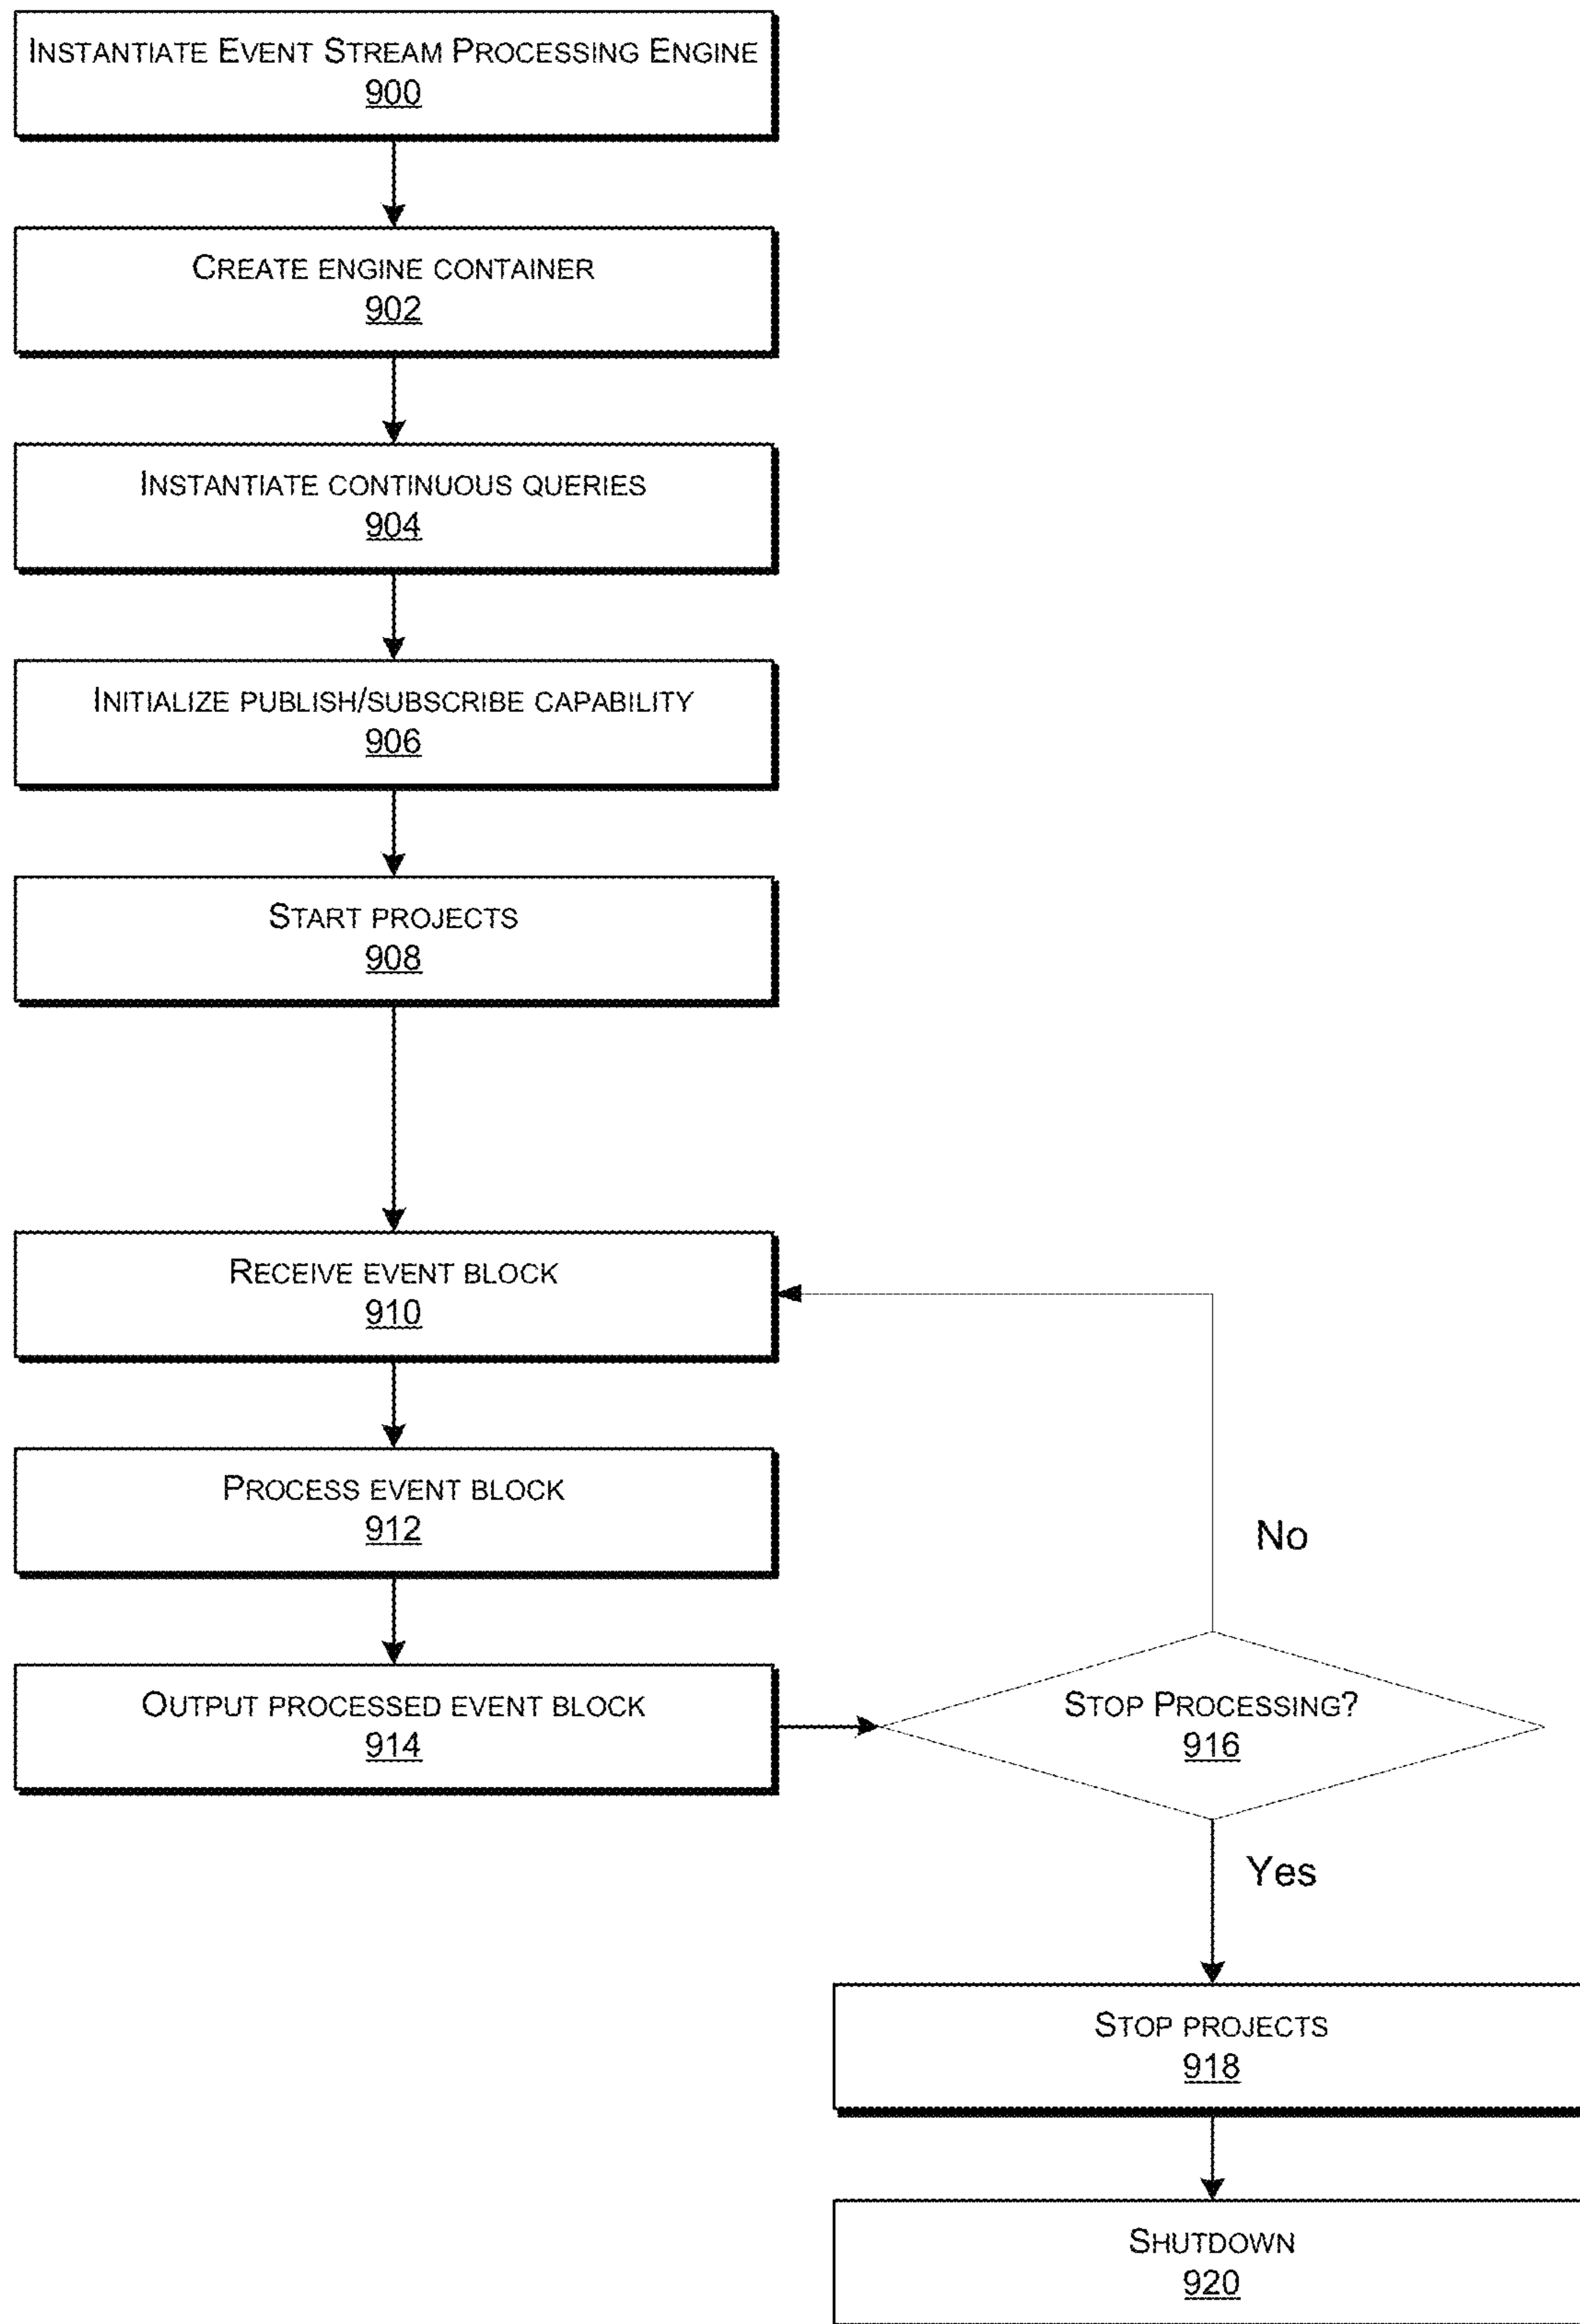 INSTANTIATE EVENT STREAM PROCESSING ENGINE
900
CREATE ENGINE CONTAINER
902
INSTANTIATE CONTINUOUS QUERIES
904
INITIALIZE PUBLISH/SUBSCRIBE CAPABILITY
906
START PROJECTS
908
RECEIVE EVENT BLOCK
910
PROCESS EVENT BLOCK
912
No
OUTPUT PROCESSED EVENT BLOCK
914
STOP PROCESSING?
916
Yes
STOP PROJECTS
918
SHUTDOWN
920